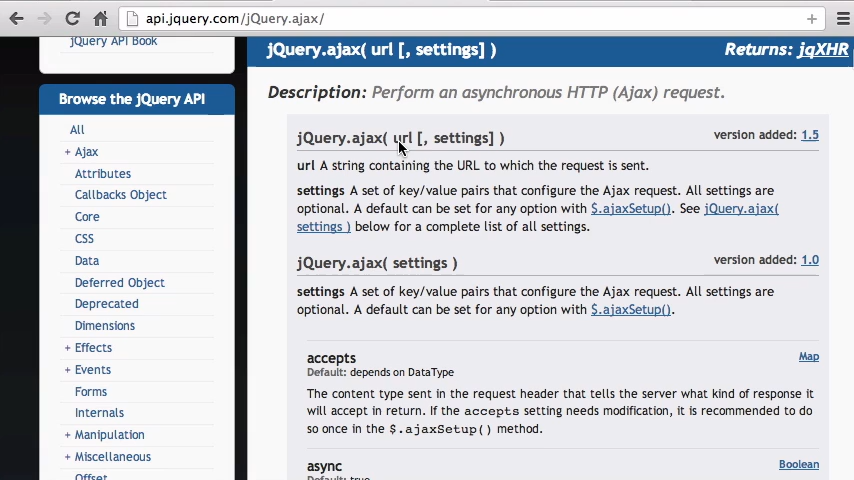 api.jquery.com/jQuery.ajax/
jQuery API Book
Browse the jQuery API
All
+ Ajax
Attributes
Callbacks Object
Core
CSS
Data
Deferred Object
Deprecated
Dimensions
+ Effects
+ Events
Forms
Internals
+ Manipulation
+ Miscellaneous
Offset
jQuery.ajax( url [, settings] ) Returns: jqXHR
Description: Perform an asynchronous HTTP (Ajax) request.
jQuery.ajax( url [, settings] ) version added: 1.5
url A string containing the URL to which the request is sent.
settings A set of key/value pairs that configure the Ajax request. All settings are
optional. A default can be set for any option with $.ajaxSetup(). See jQuery.ajax(
settings ) below for a complete list of all settings.
jQuery.ajax( settings ) version added: 1.0
settings A set of key/value pairs that configure the Ajax request. All settings are
optional. A default can be set for any option with $.ajaxSetup().
accepts Map
Default: depends on DataType
The content type sent in the request header that tells the server what kind of response it
will accept in return. If the accepts setting needs modification, it is recommended to do
so once in the $.ajaxSetup() method.
async Boolean
Default: true